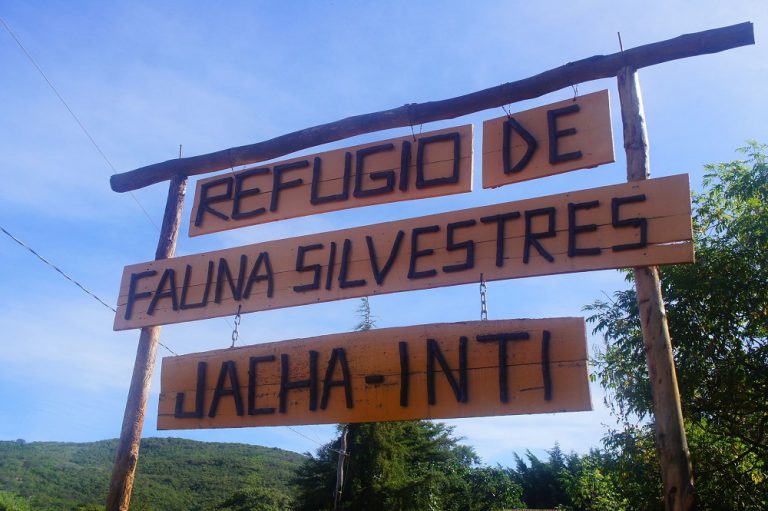 REFUGIO DE
FAUNA SILVESTRES
JACHA-INTI